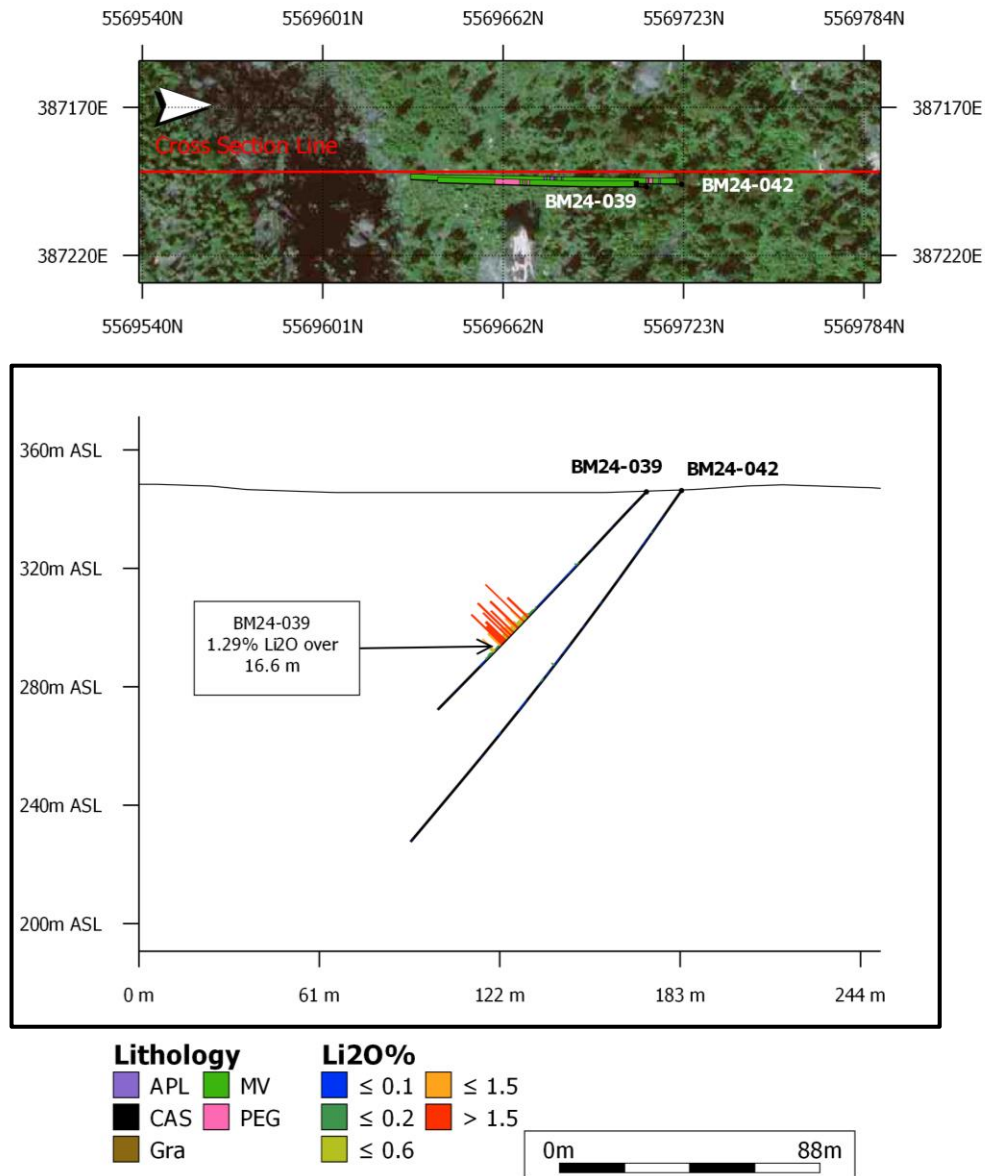 5569540N 5569601N 5569662N 5569723N 5569784N
387170E 387170E
Cross Section Line
BM24-042
BM24-039
387220E 387220E
5569540N 5569601N 5569662N 5569723N 5569784N
360m ASL
BM24-039 BM24-042
320m ASL
BM24-039
1.29% Li2O over
16.6 m
280m ASL
240m ASL
200m ASL
0 m 61 m 122 m 183 m 244 m
Lithology Li2O%
APL MV ≤ 0.1 ≤ 1.5
CAS PEG ≤ 0.2 > 1.5
Gra ≤ 0.6
0m 88m